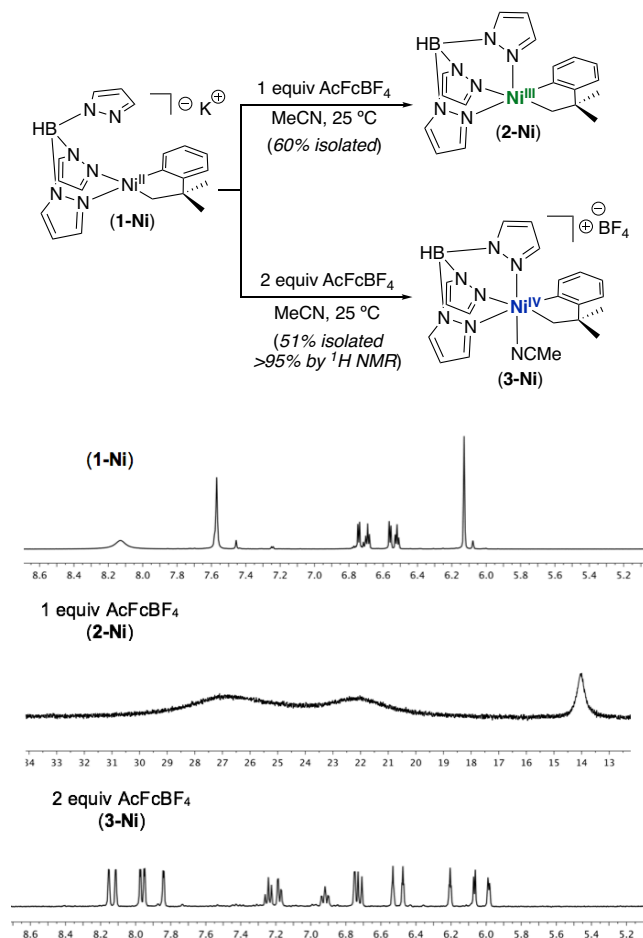 HB
N
N
N
N
N
N
⊖ K⊕
Ni^II
(1-Ni)
1 equiv AcFcBF₄
MeCN, 25 ºC
(60% isolated)
HB
N
N
N
N
N
N
Ni^III
(2-Ni)
2 equiv AcFcBF₄
MeCN, 25 ºC
(51% isolated
>95% by ¹H NMR)
HB
N
N
N
N
N
N
Ni^IV
NCMe
⊕ BF₄⊖
(3-Ni)
(1-Ni)
8.6 8.4 8.2 8.0 7.8 7.6 7.4 7.2 7.0 6.8 6.6 6.4 6.2 6.0 5.8 5.6 5.4 5.2
1 equiv AcFcBF₄
(2-Ni)
34 33 31 30 29 28 27 26 25 24 23 22 21 20 19 18 17 16 15 14 13
2 equiv AcFcBF₄
(3-Ni)
8.6 8.4 8.2 8.0 7.8 7.6 7.4 7.2 7.0 6.8 6.6 6.4 6.2 6.0 5.8 5.6 5.4 5.2